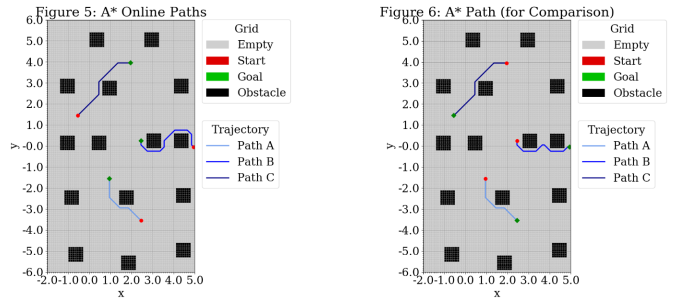 Figure 5: A* Online Paths
6.0
5.0
4.0
3.0
2.0
1.0
-0.0
-1.0
-2.0
-3.0
-4.0
-5.0
-6.0
y
-2.0-1.0 0.0 1.0 2.0 3.0 4.0 5.0
x
Grid
Empty
Start
Goal
Obstacle
Trajectory
Path A
Path B
Path C
Figure 6: A* Path (for Comparison)
6.0
5.0
4.0
3.0
2.0
1.0
-0.0
-1.0
-2.0
-3.0
-4.0
-5.0
-6.0
y
-2.0-1.0 0.0 1.0 2.0 3.0 4.0 5.0
x
Grid
Empty
Start
Goal
Obstacle
Trajectory
Path A
Path B
Path C